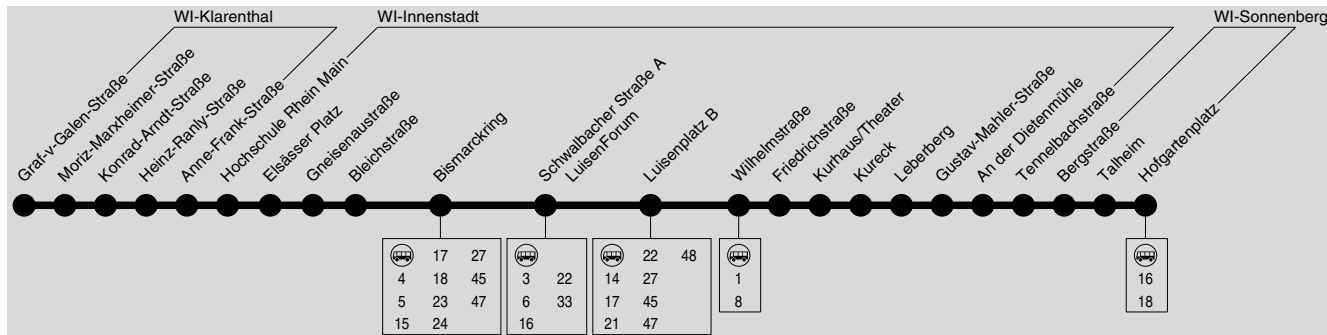 WI-Klarenthal
WI-Innenstadt
WI-Sonnenberg
Graf-v-Galen-Straße
Moriz-Marxheimer-Straße
Konrad-Arndt-Straße
Heinz-Ranly-Straße
Anne-Frank-Straße
Hochschule Rhein Main
Elsässer Platz
Gneisenaustraße
Bleichstraße
Bismarckring
Schwalbacher Straße A
LuisenForum
Luisenplatz B
Wilhelmstraße
Friedrichstraße
Kurhaus/Theater
Kureck
Leberberg
Gustav-Mahler-Straße
An der Dietenmühle
Tennelbachstraße
Bergstraße
Talheim
Hofgartenplatz
17 27
4 18 45
5 23 47
15 24
3 22
6 33
16
22 48
14 27
17 45
21 47
1
8
16
18